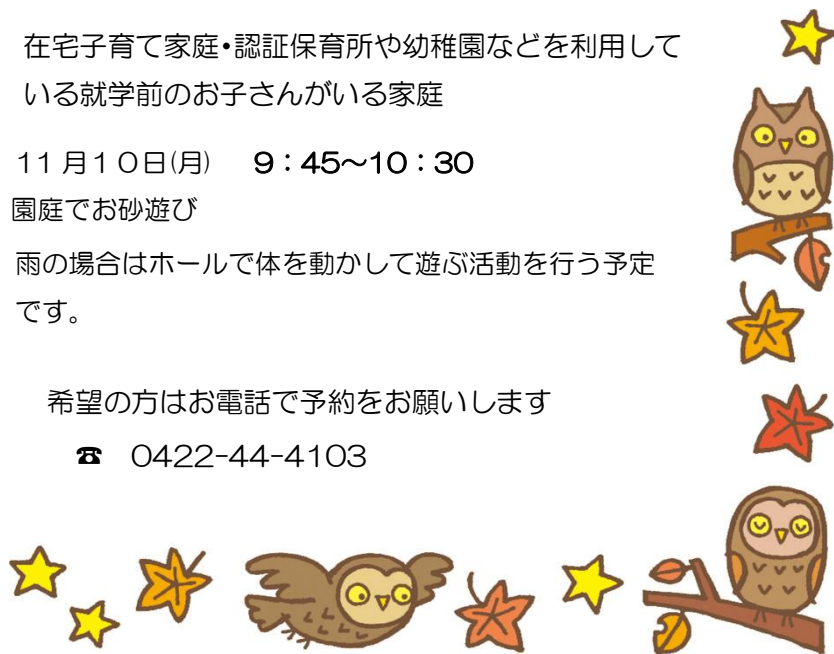 在宅子育て家庭・認証保育所や幼稚園などを利用して
いる就学前のお子さんがいる家庭
11月10日(月) 9：45～10：30
園庭でお砂遊び
雨の場合はホールで体を動かして遊ぶ活動を行う予定
です。
希望の方はお電話で予約をお願いします
☎ 0422-44-4103